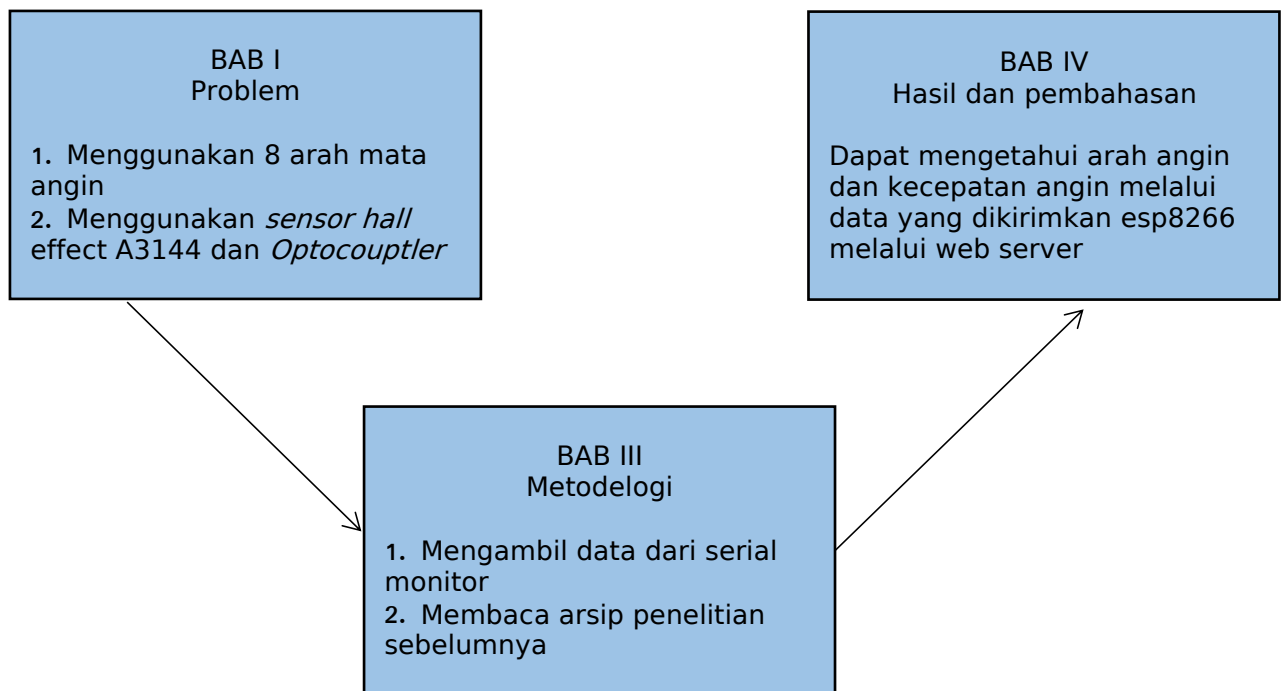 BAB I
Problem
1. Menggunakan 8 arah mata
angin
2. Menggunakan sensor hall
effect A3144 dan Optocouptler
BAB III
Metodelogi
1. Mengambil data dari serial
monitor
2. Membaca arsip penelitian
sebelumnya
BAB IV
Hasil dan pembahasan
Dapat mengetahui arah angin
dan kecepatan angin melalui
data yang dikirimkan esp8266
melalui web server